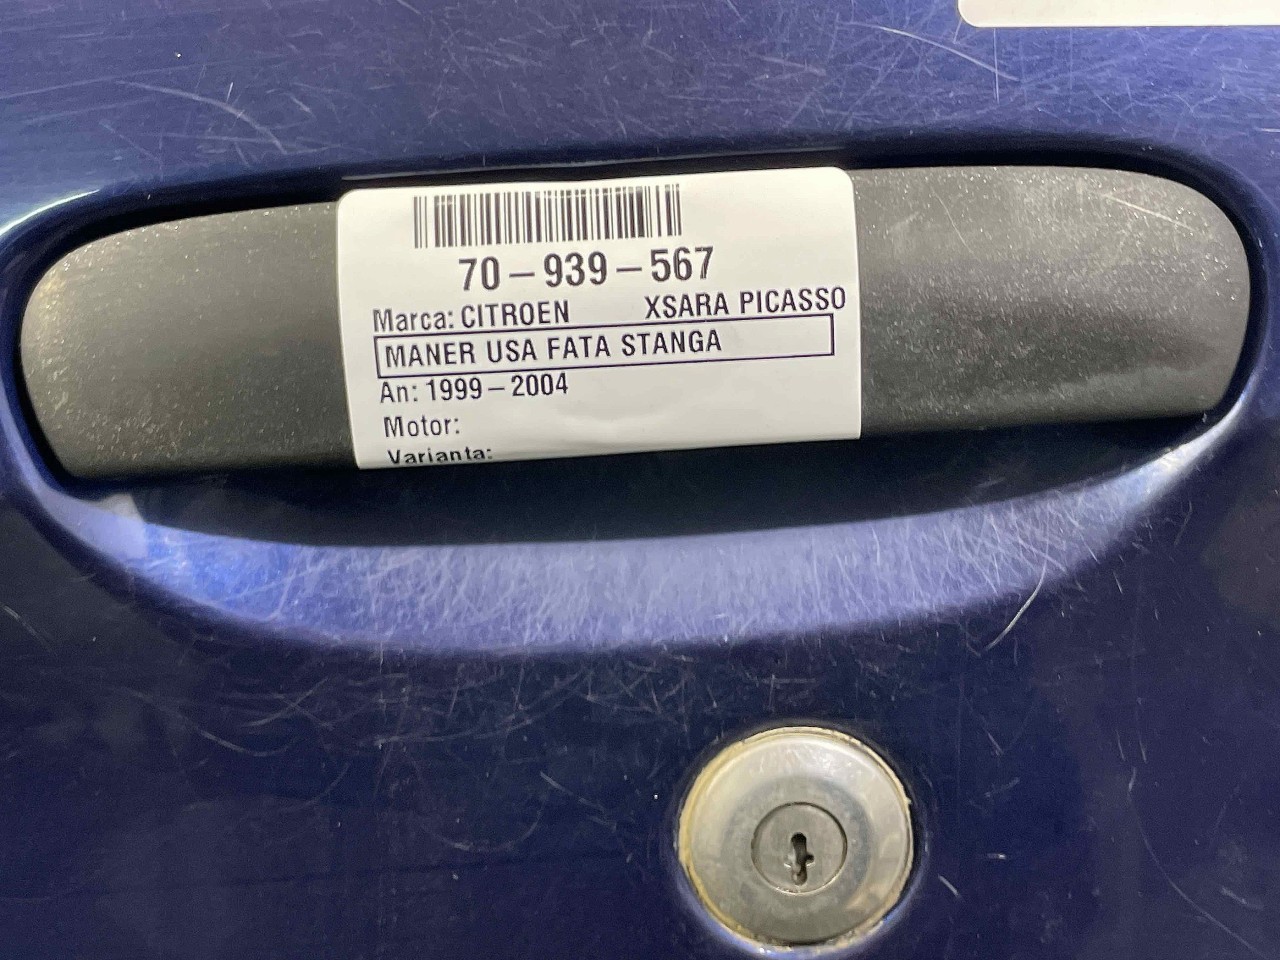 70-939-567
Marca: CITROEN XSARA PICASSO
MANER USA FATA STANGA
An: 1999-2004
Motor:
Varianta: